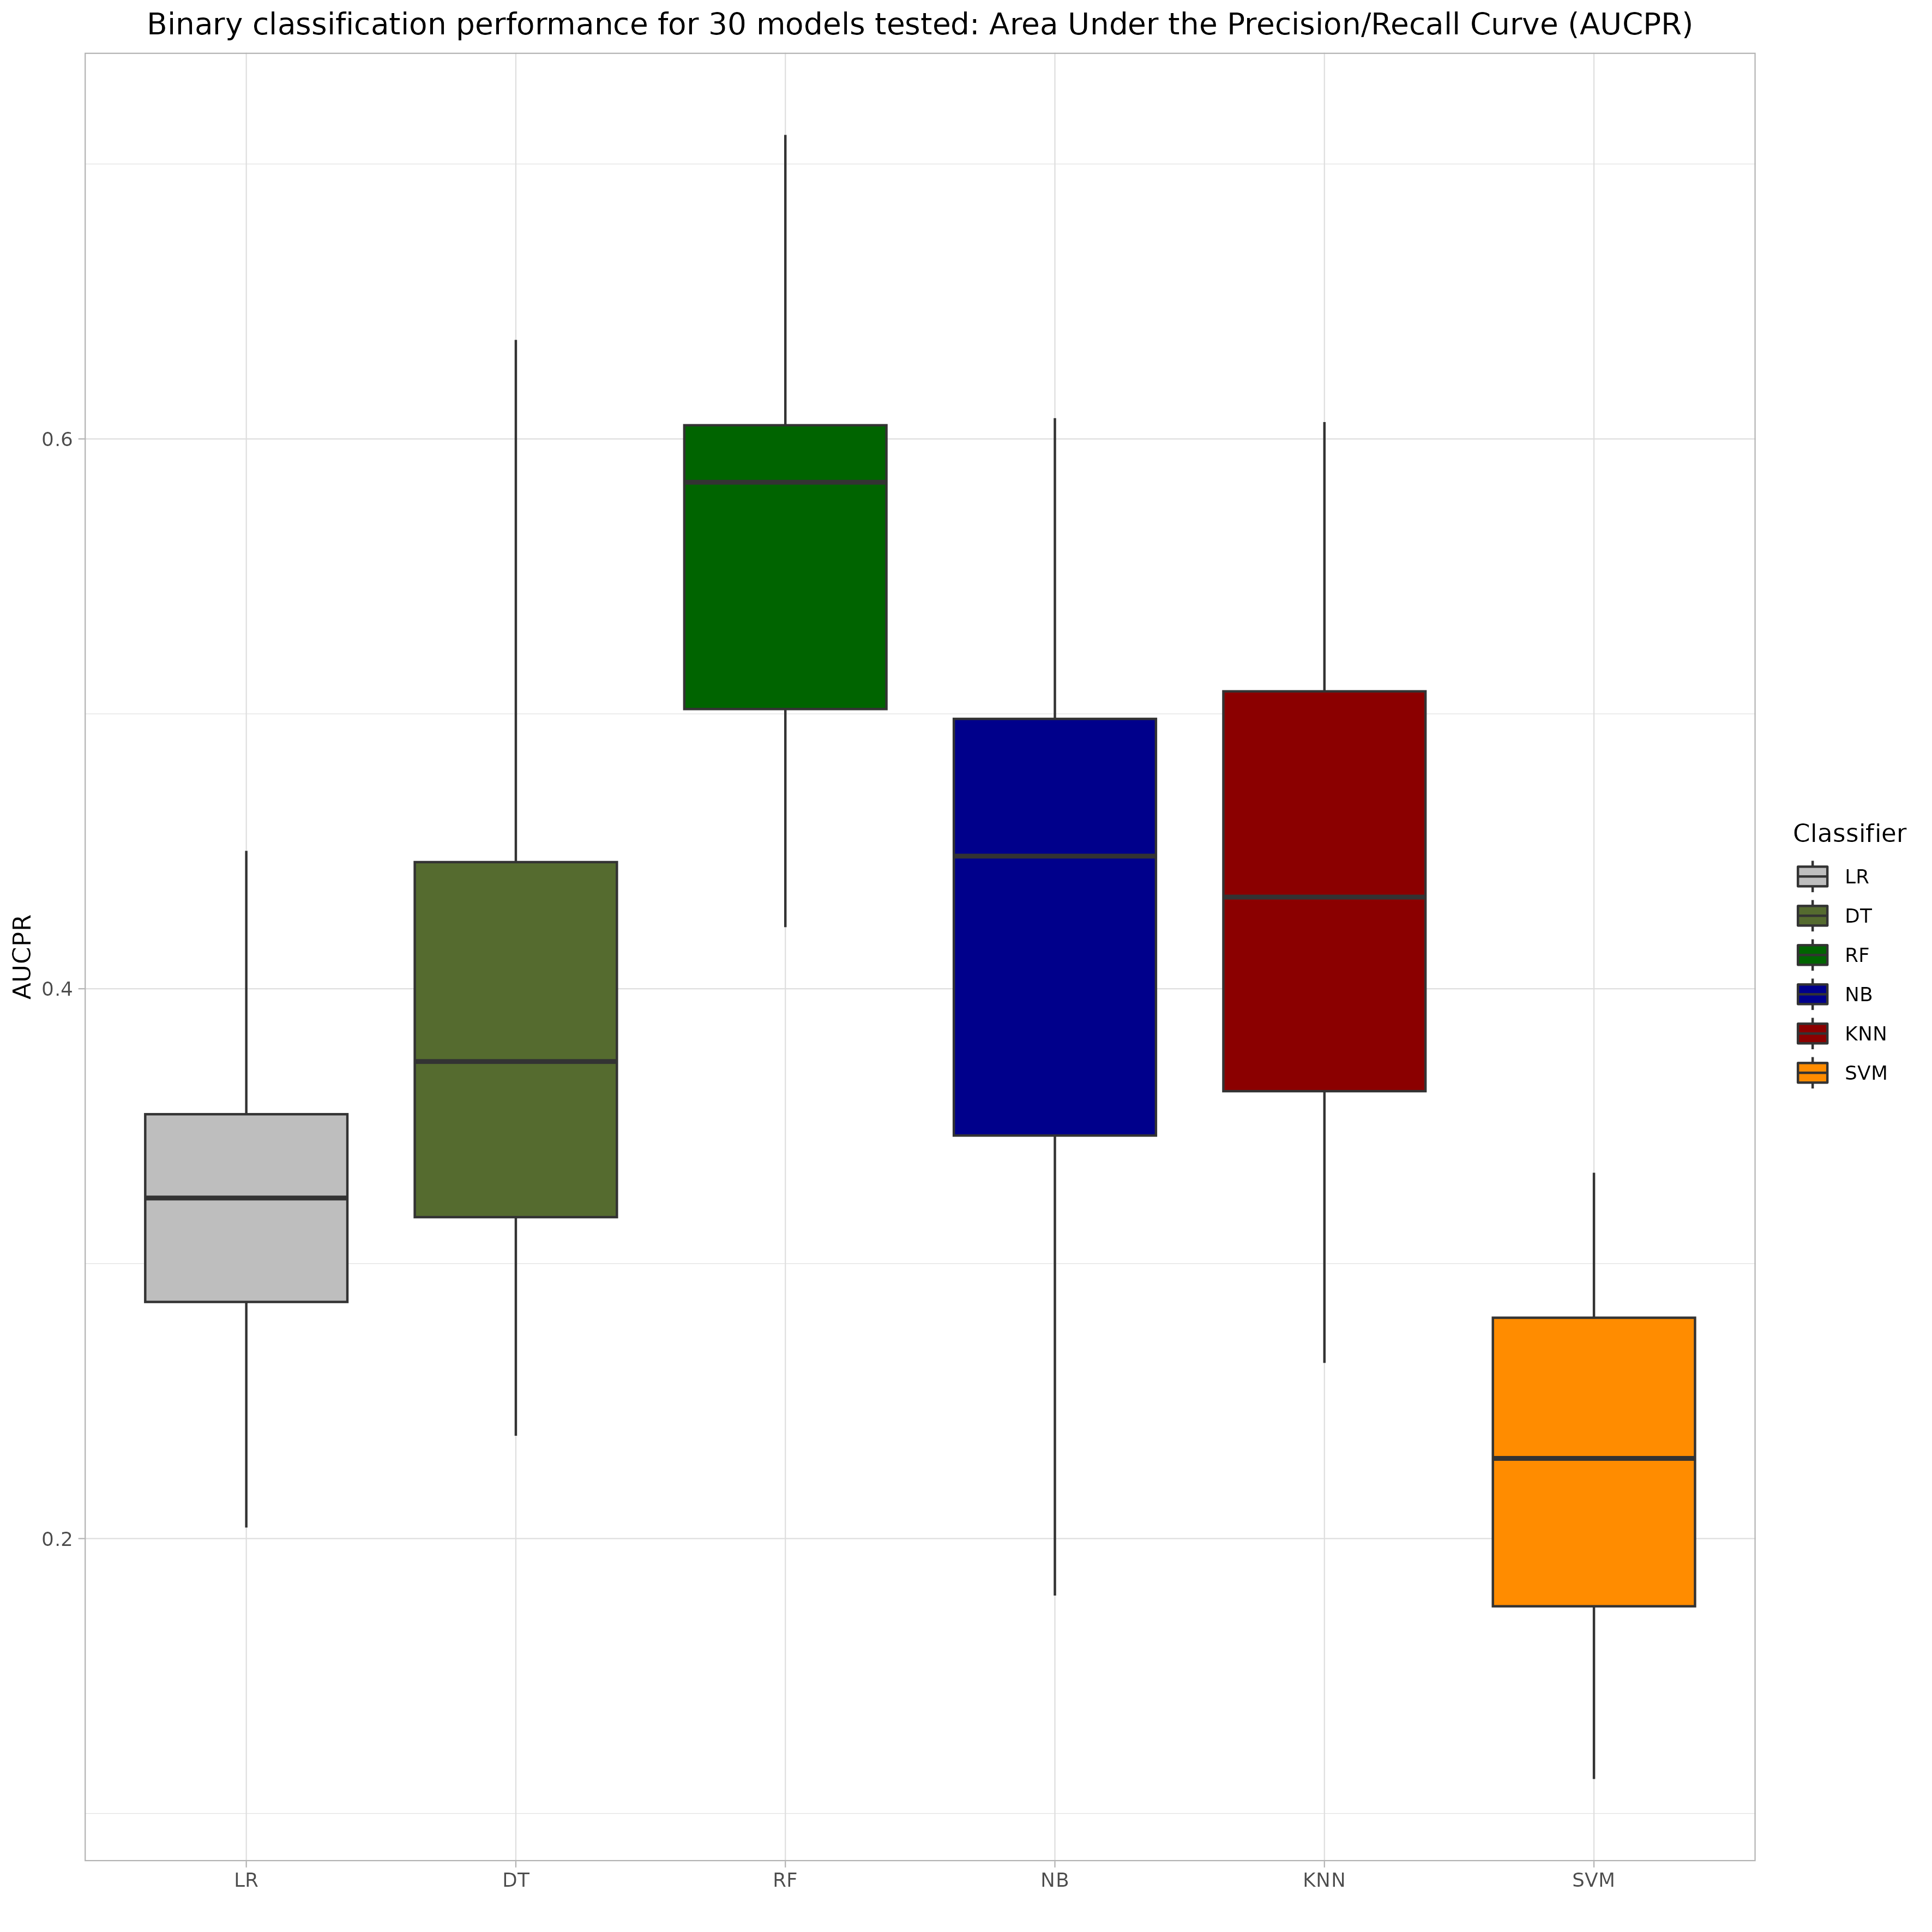 Binary classification performance for 30 models tested: Area Under the Precision/Recall Curve (AUCPR)
AUCPR
0.6
0.4
0.2
LR DT RF NB KNN SVM
Classifier
LR
DT
RF
NB
KNN
SVM